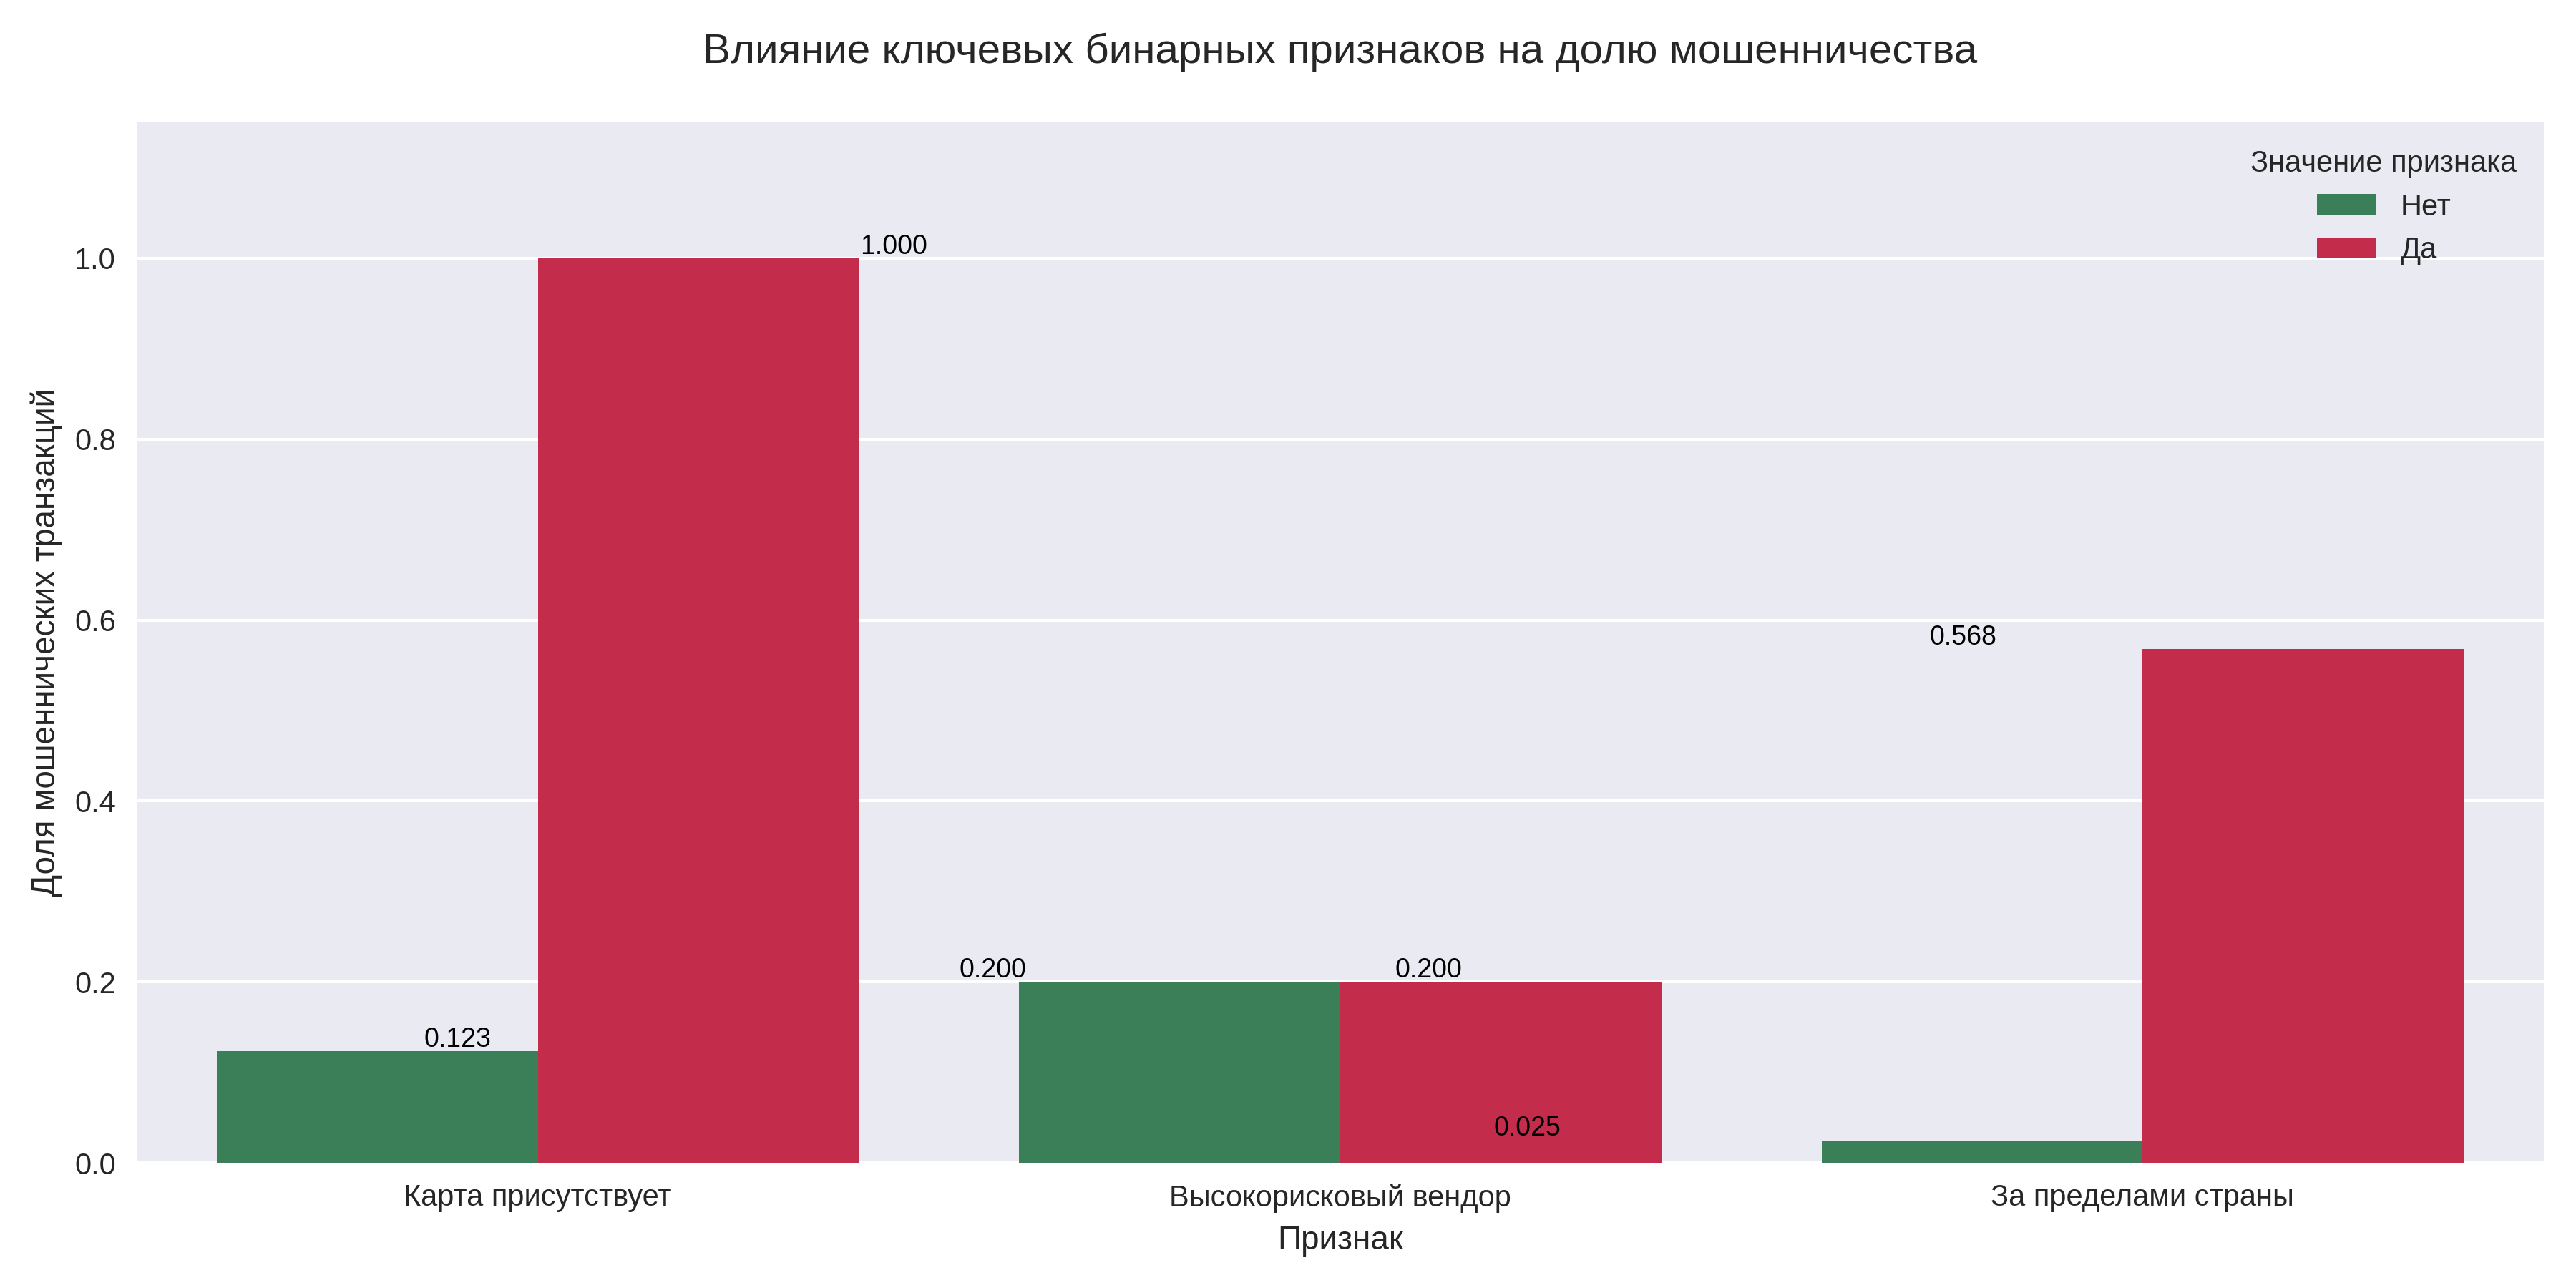 Влияние ключевых бинарных признаков на долю мошенничества
Значение признака
Нет
Да
Доля мошеннических транзакций
1.0
0.8
0.6
0.4
0.2
0.0
1.000
0.568
0.200
0.200
0.123
0.025
Карта присутствует
Высокорисковый вендор
За пределами страны
Признак